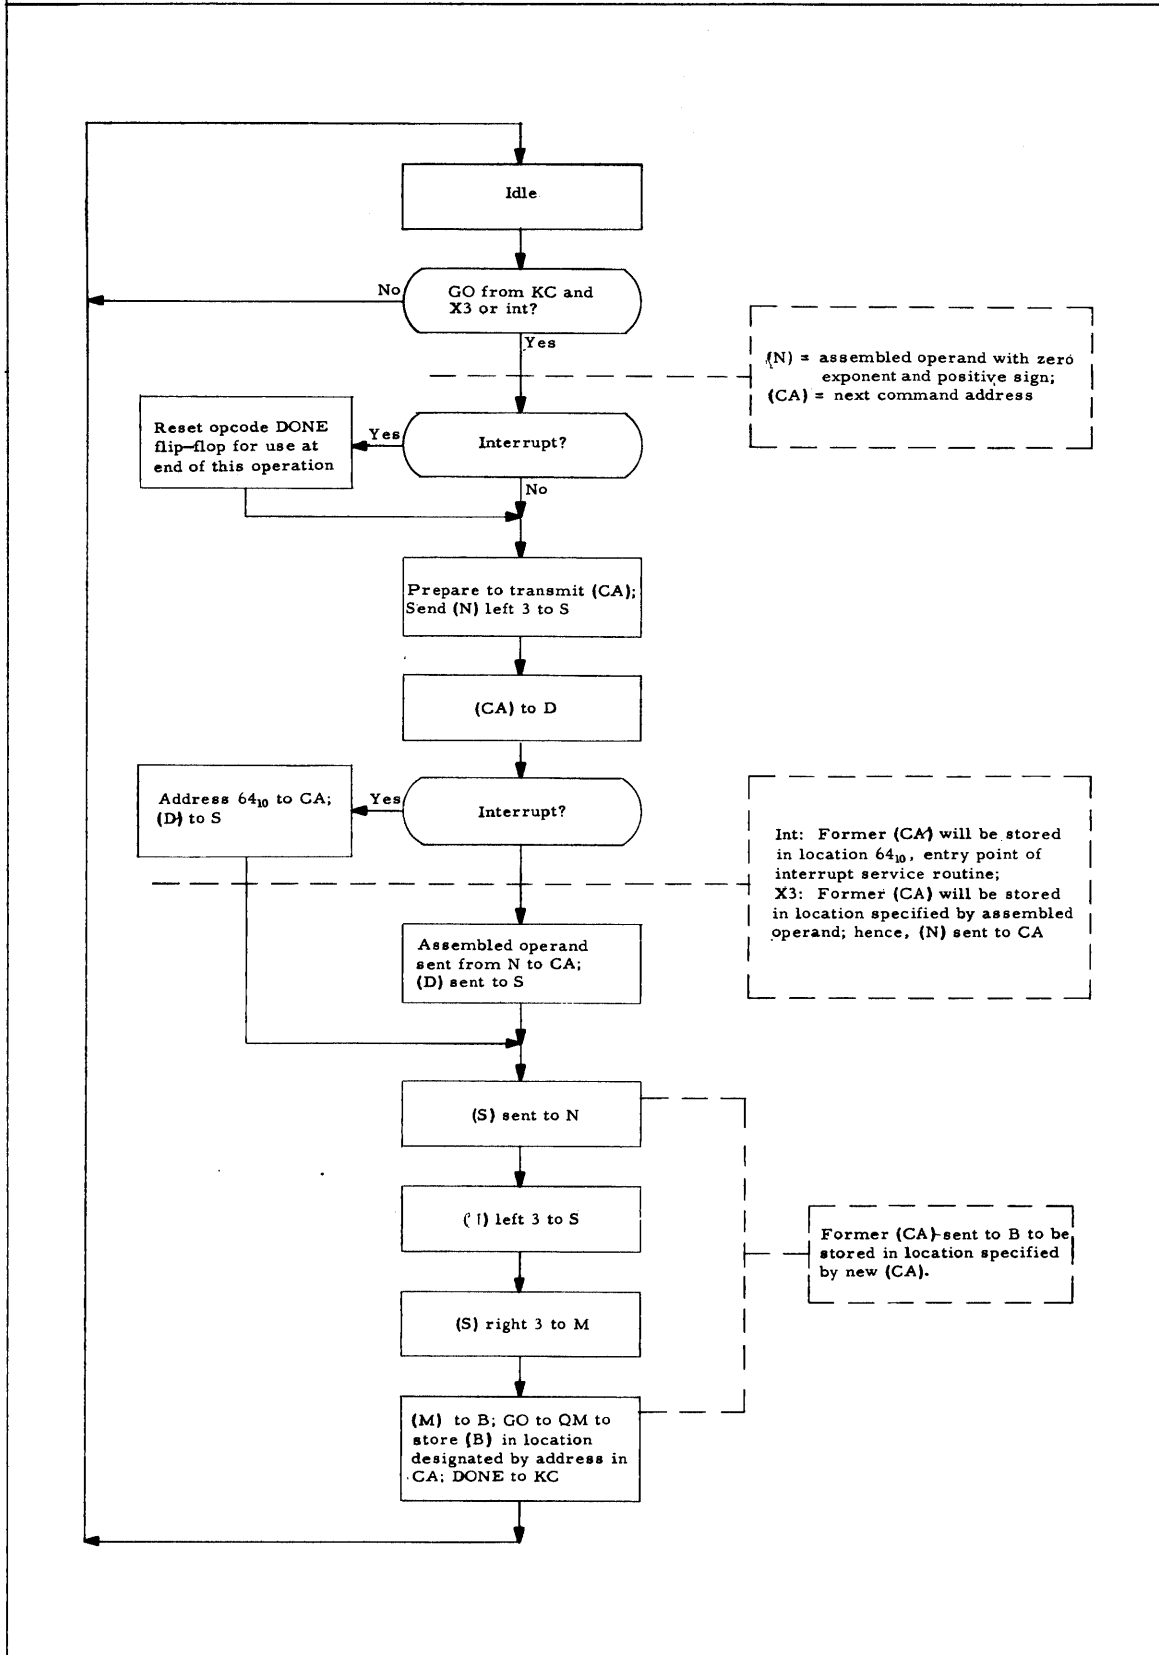 Idle
GO from KC and
X3 or int?
No
Yes
(N) = assembled operand with zero
exponent and positive sign;
(CA) = next command address
Reset opcode DONE
flip-flop for use at
end of this operation
Yes
Interrupt?
No
Prepare to transmit (CA);
Send (N) left 3 to S
(CA) to D
Address 64₁₀ to CA;
(D) to S
Yes
Interrupt?
Int: Former (CA) will be stored
in location 64₁₀, entry point of
interrupt service routine;
X3: Former (CA) will be stored
in location specified by assembled
operand; hence, (N) sent to CA
Assembled operand
sent from N to CA;
(D) sent to S
(S) sent to N
left 3 to S
Former (CA) sent to B to be
stored in location specified
by new (CA).
(S) right 3 to M
(M) to B; GO to QM to
store (B) in location
designated by address in
CA; DONE to KC